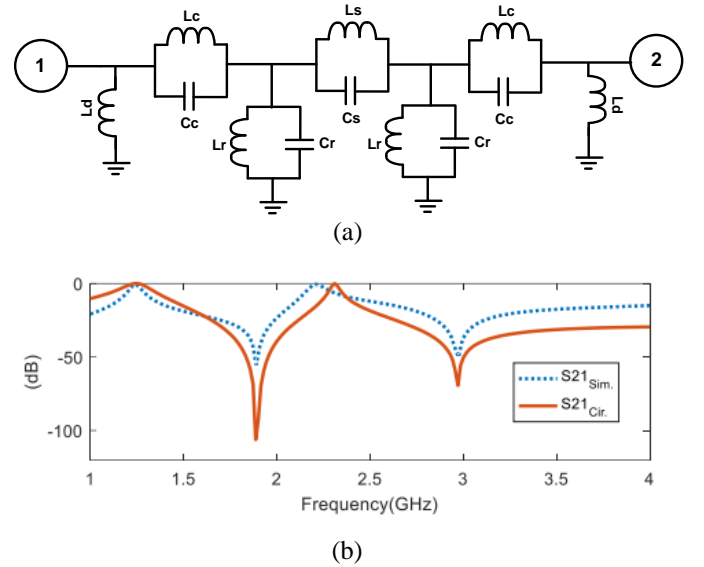 Lc Ls Lc
1 2
Ld Cc Cs Cc Ld
Lr Cr Lr Cr
(a)
0
-50
-100
(dB)
S21Sim.
S21Cir.
1 1.5 2 2.5 3 3.5 4
Frequency(GHz)
(b)